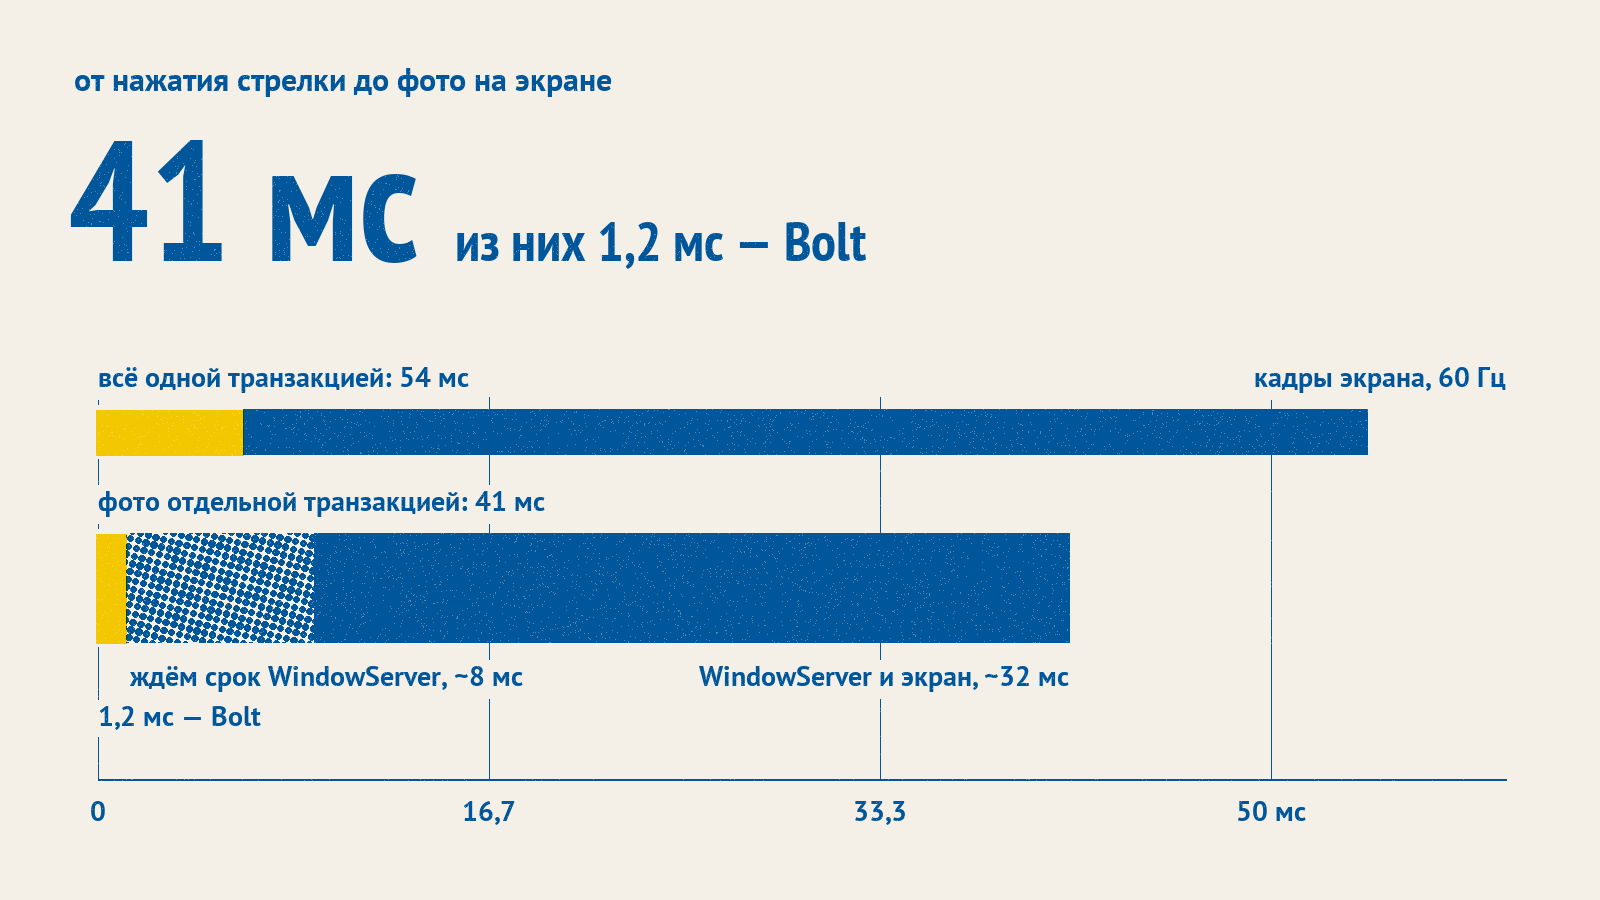 от нажатия стрелки до фото на экране
41 мс из них 1,2 мс — Bolt
всё одной транзакцией: 54 мс
кадры экрана, 60 Гц
фото отдельной транзакцией: 41 мс
ждём срок WindowServer, ~8 мс
WindowServer и экран, ~32 мс
1,2 мс — Bolt
0
16,7
33,3
50 мс